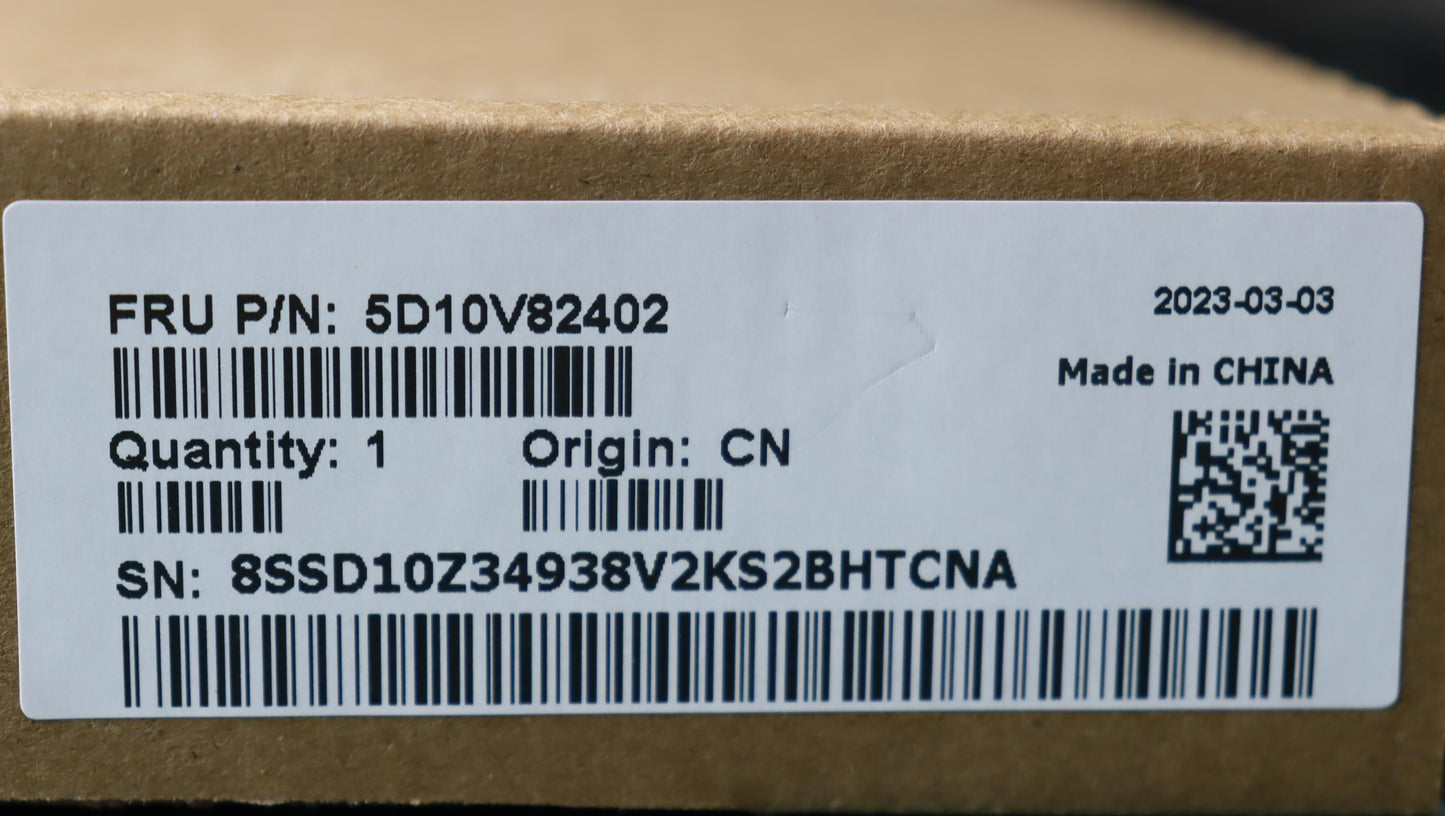 FRU P/N: 5D10V82402
2023-03-03
Made in CHINA
Quantity: 1
Origin: CN
SN: 8SSD10Z34938V2KS2BHTCNA